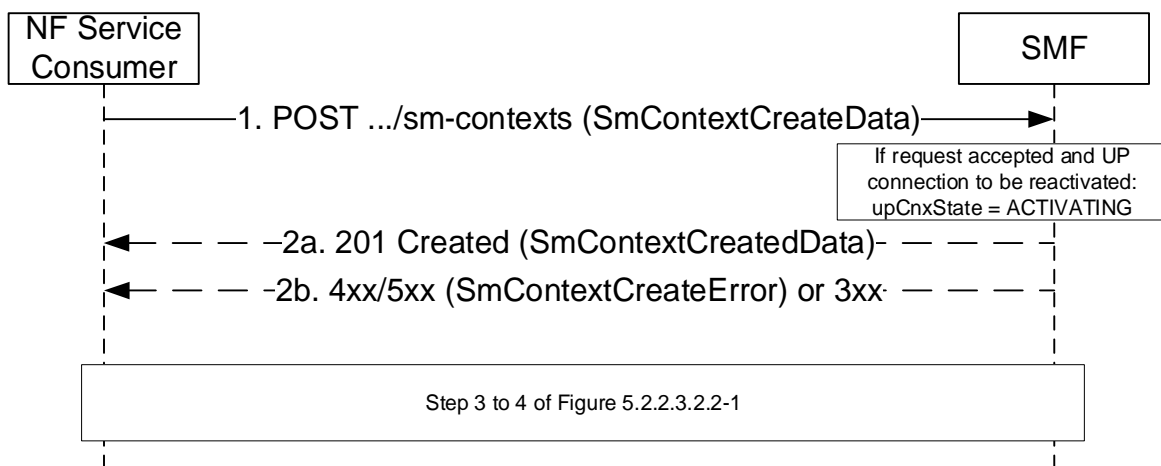 NF Service
Consumer
SMF
1. POST .../sm-contexts (SmContextCreateData)
If request accepted and UP
connection to be reactivated:
upCnxState = ACTIVATING
2a. 201 Created (SmContextCreatedData)
2b. 4xx/5xx (SmContextCreateError) or 3xx
Step 3 to 4 of Figure 5.2.2.3.2.2-1